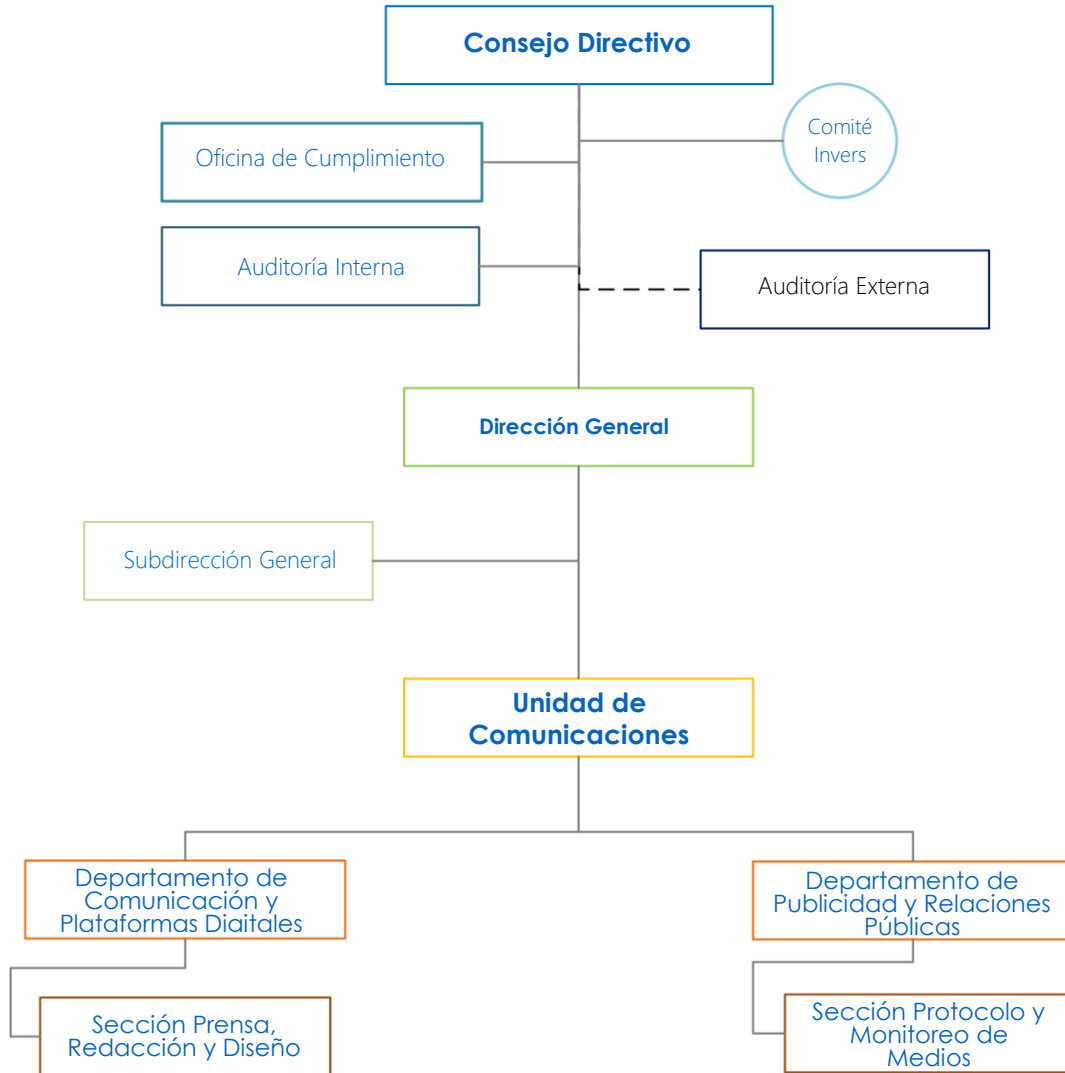 Consejo Directivo
Comité
Invers
Oficina de Cumplimiento
Auditoría Interna
Auditoría Externa
Dirección General
Subdirección General
Unidad de
Comunicaciones
Departamento de
Comunicación y
Plataformas Diaitales
Departamento de
Publicidad y Relaciones
Públicas
Sección Prensa,
Redacción y Diseño
Sección Protocolo y
Monitoreo de
Medios